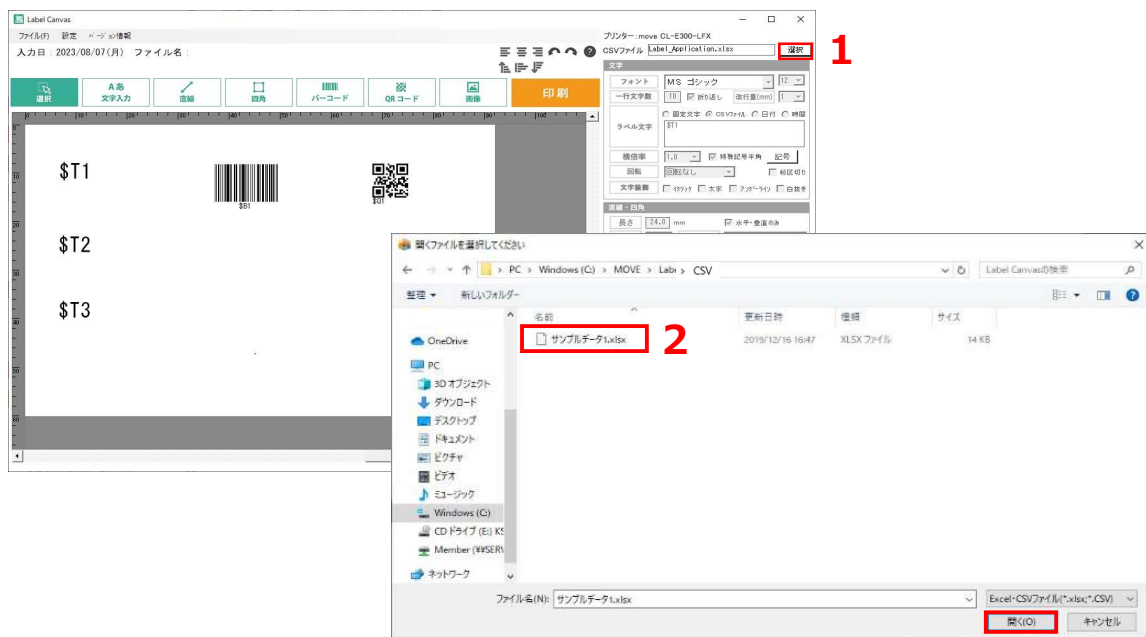 Label Canvas
ファイル(F) 設定 バージョン情報
入力日：2023/08/07(月) ファイル名：
プリンター:move CL-E300-LFX
CSVファイル Label_Application.xlsx 選択
1
選択
Aあ
文字入力
直線
四角
バーコード
QRコード
画像
印刷
文字
フォント MS ゴシック 12
一行文字数 10 折り返し 改行量(mm) 1
固定文字 CSVファイル 日付 時間
ラベル文字 $T1
横倍率 1.0 特殊記号半角 記号
回転 回転なし 桁区切り
文字装飾 イタリック 太字 アンダーライン 白抜き
直線・四角
長さ 24.0 mm 水平・垂直のみ
$T1
$B1
$Q1
$T2
$T3
開くファイルを選択してください
PC > Windows (C:) > MOVE > Labe > CSV
Label Canvasの検索
整理 新しいフォルダー
名前 更新日時 種類 サイズ
サンプルデータ1.xlsx 2019/12/16 16:47 XLSX ファイル 14 KB
2
OneDrive
PC
3D オブジェクト
ダウンロード
デスクトップ
ドキュメント
ピクチャ
ビデオ
ミュージック
Windows (C:)
CD ドライブ (E:) KS
Member (¥¥SERV
ネットワーク
ファイル名(N): サンプルデータ1.xlsx
Excel・CSVファイル(*.xlsx;*.CSV)
開く(O) キャンセル